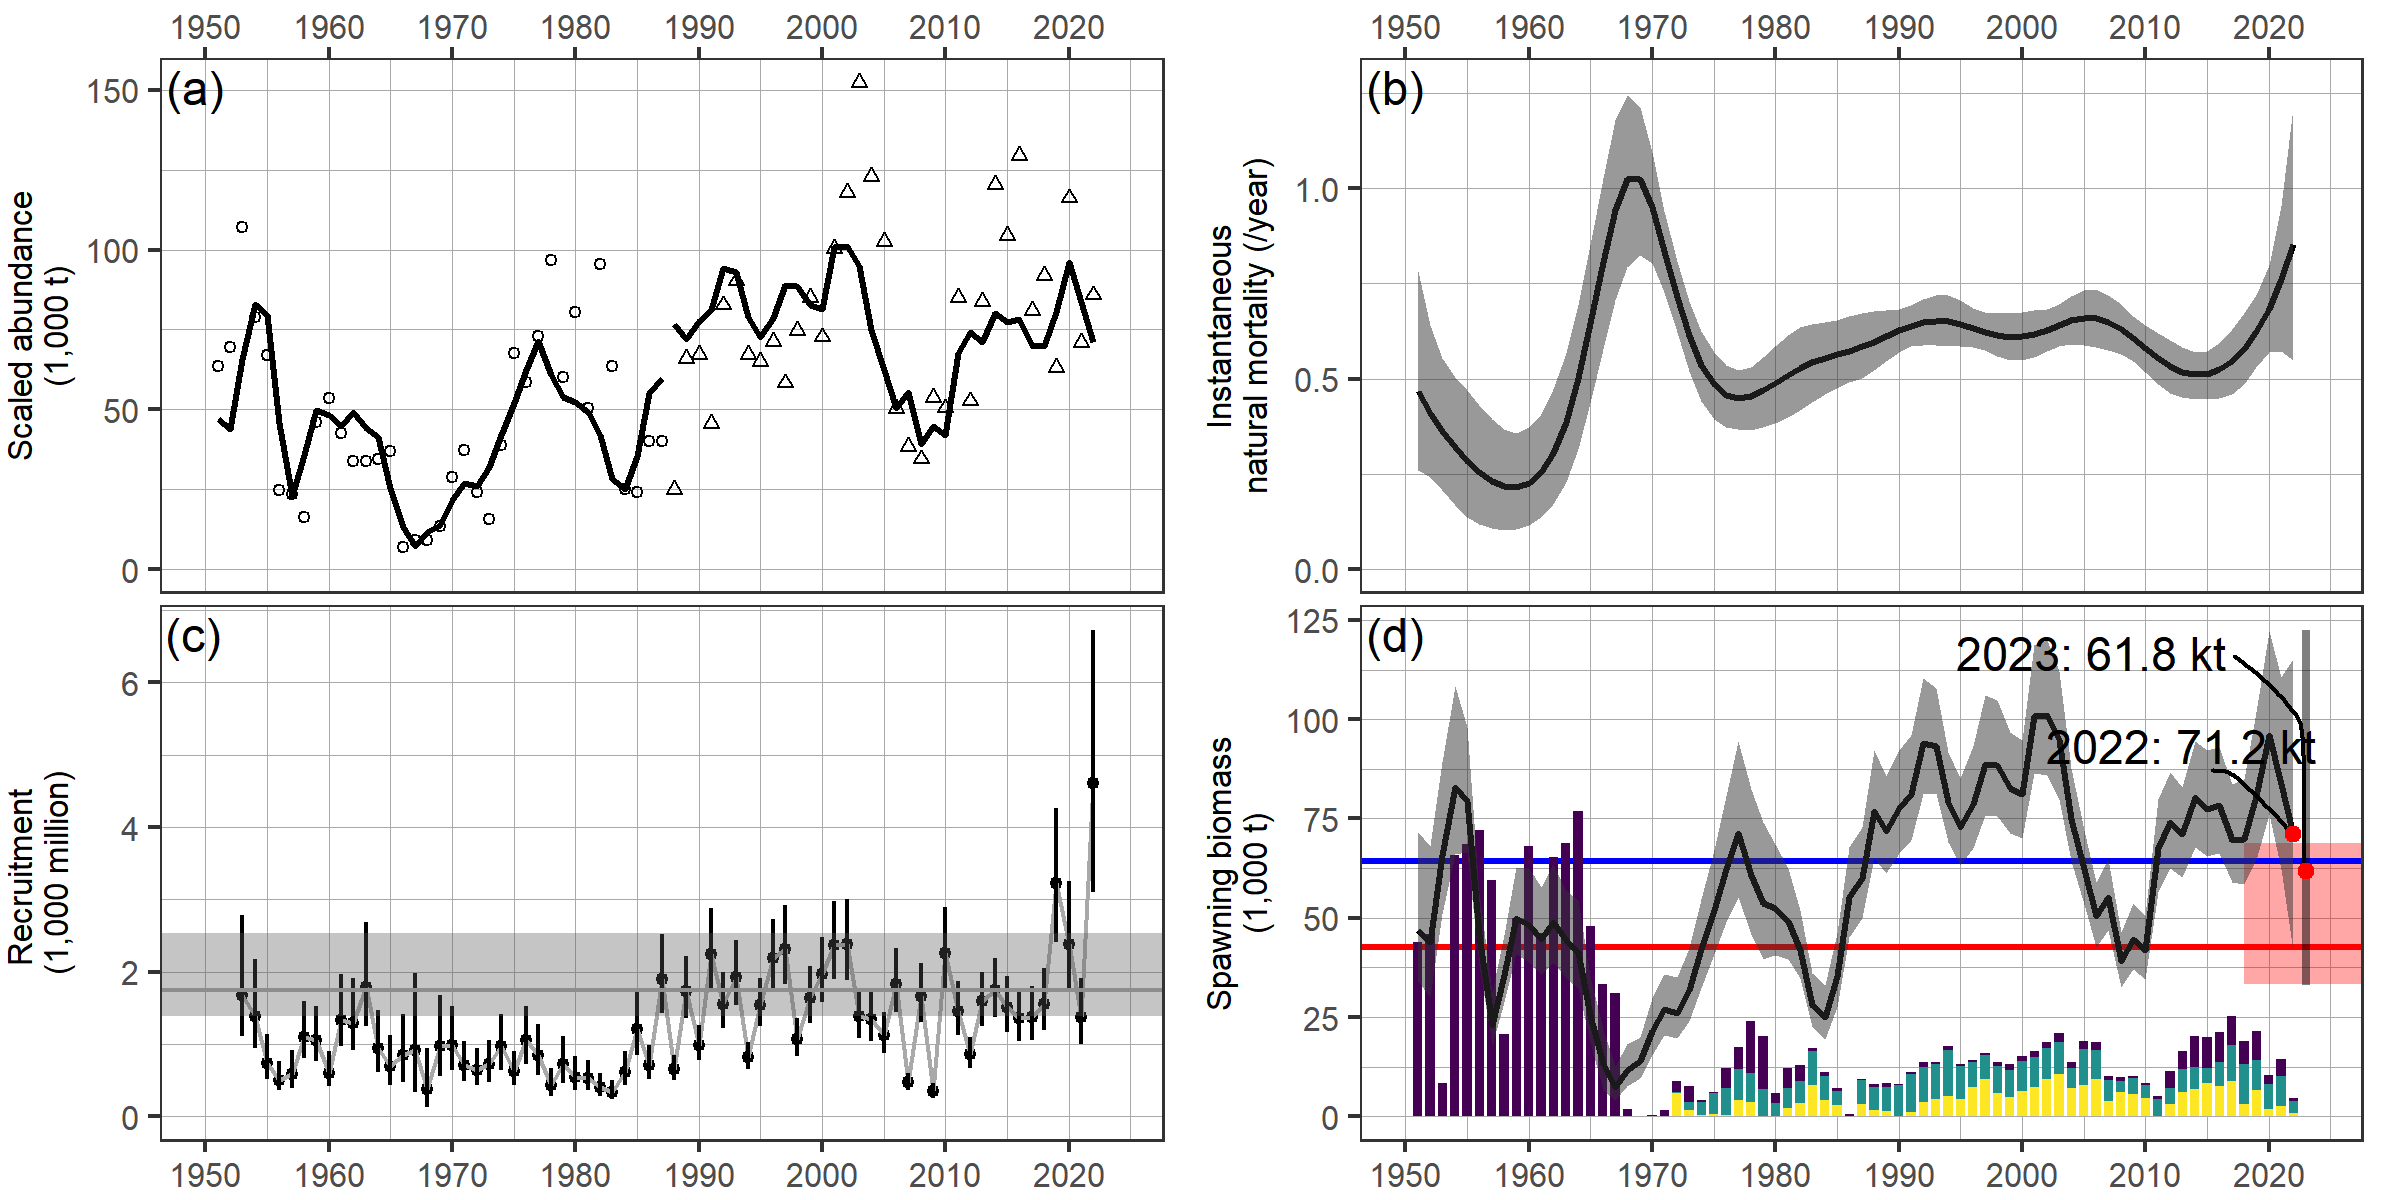 1950 1960 1970 1980 1990 2000 2010 2020
(a)
150
100
50
0
Scaled abundance
(1,000 t)
1950 1960 1970 1980 1990 2000 2010 2020
(b)
1.0
0.5
0.0
Instantaneous
natural mortality (/year)
(c)
6
4
2
0
Recruitment
(1,000 million)
1950 1960 1970 1980 1990 2000 2010 2020
(d)
125
100
75
50
25
0
Spawning biomass
(1,000 t)
2023: 61.8 kt
2022: 71.2 kt
1950 1960 1970 1980 1990 2000 2010 2020